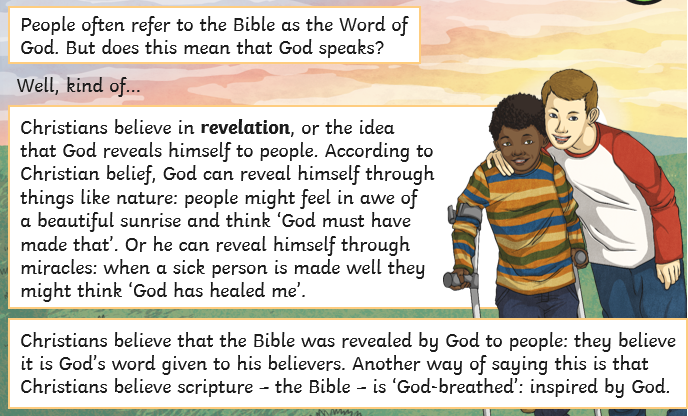 People often refer to the Bible as the Word of
God. But does this mean that God speaks?
Well, kind of...
Christians believe in revelation, or the idea
that God reveals himself to people. According to
Christian belief, God can reveal himself through
things like nature: people might feel in awe of
a beautiful sunrise and think ‘God must have
made that’. Or he can reveal himself through
miracles: when a sick person is made well they
might think ‘God has healed me’.
Christians believe that the Bible was revealed by God to people: they believe
it is God’s word given to his believers. Another way of saying this is that
Christians believe scripture – the Bible – is ‘God-breathed’: inspired by God.